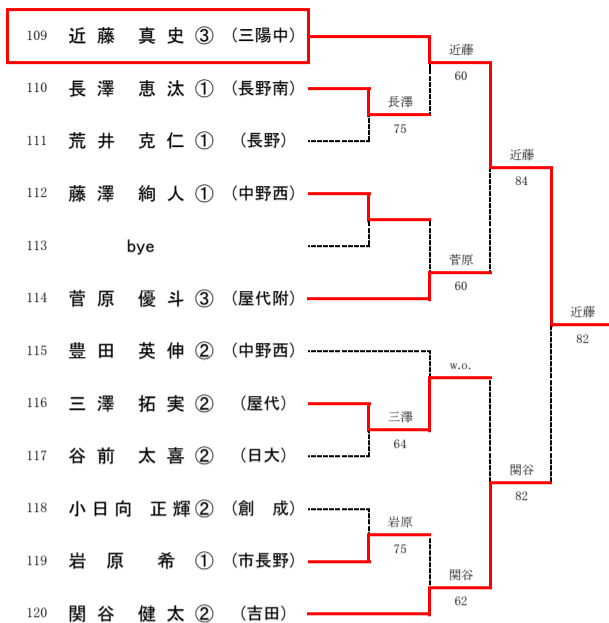 109 近藤 真史 ③ (三陽中)
近藤
60
110 長澤 恵汰 ① (長野南)
長澤
75
111 荒井 克仁 ① (長野)
近藤
84
112 藤澤 絢人 ① (中野西)
113 bye
菅原
60
114 菅原 優斗 ③ (屋代附)
近藤
82
115 豊田 英伸 ② (中野西)
w.o.
116 三澤 拓実 ② (屋代)
三澤
64
117 谷前 太喜 ② (日大)
関谷
82
118 小日向 正輝 ② (創 成)
岩原
75
119 岩原 希 ① (市長野)
関谷
62
120 関谷 健太 ② (吉田)